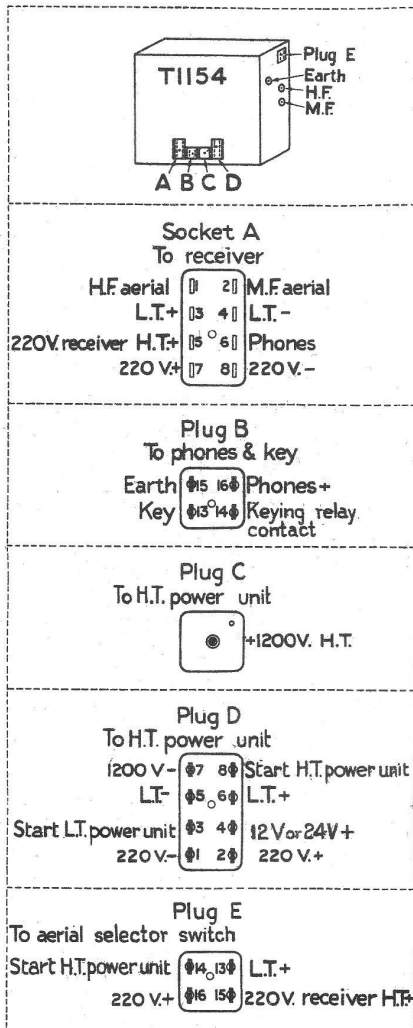 Plug E
T1154
Earth
H.F.
M.F.
A B C D
Socket A
To receiver
H.F. aerial 1 2 M.F. aerial
L.T.+ 3 4 L.T.-
220V. receiver H.T.+ 5 6 Phones
220 V.+ 7 8 220 V.-
Plug B
To phones & key
Earth 15 16 Phones+
Key 13 14 Keying relay
contact
Plug C
To H.T. power unit
+1200V. H.T.
Plug D
To H.T. power unit
1200 V- 7 8 Start H.T. power unit
L.T- 5 6 L.T.+
Start L.T. power unit 3 4 12V or 24V+
220 V.- 1 2 220 V.+
Plug E
To aerial selector switch
Start H.T. power unit 14 13 L.T.+
220 V.+ 16 15 220V. receiver H.T+